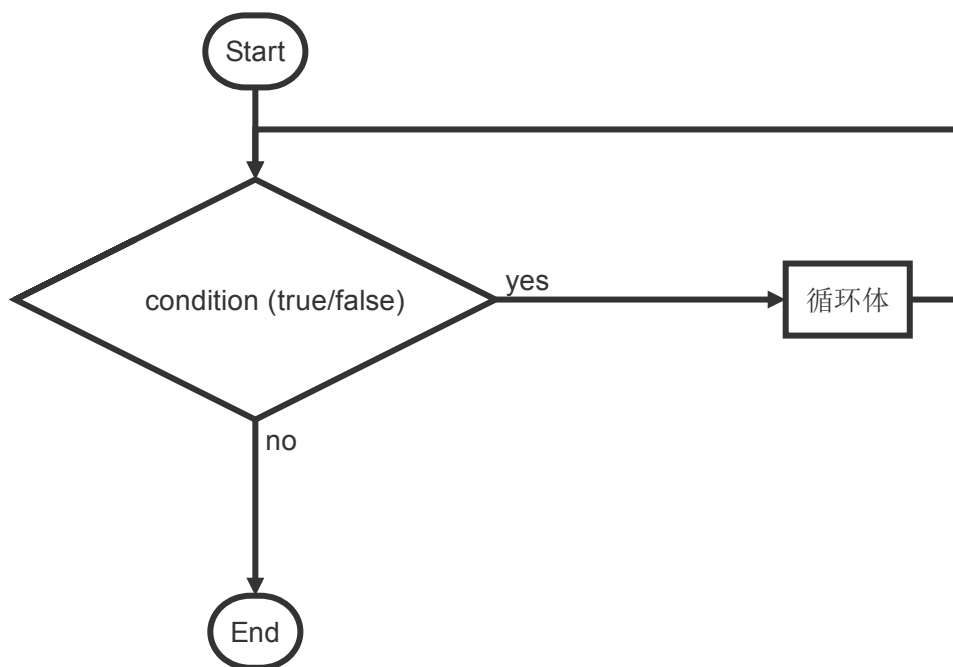 Start
condition (true/false)
yes
循环体
no
End